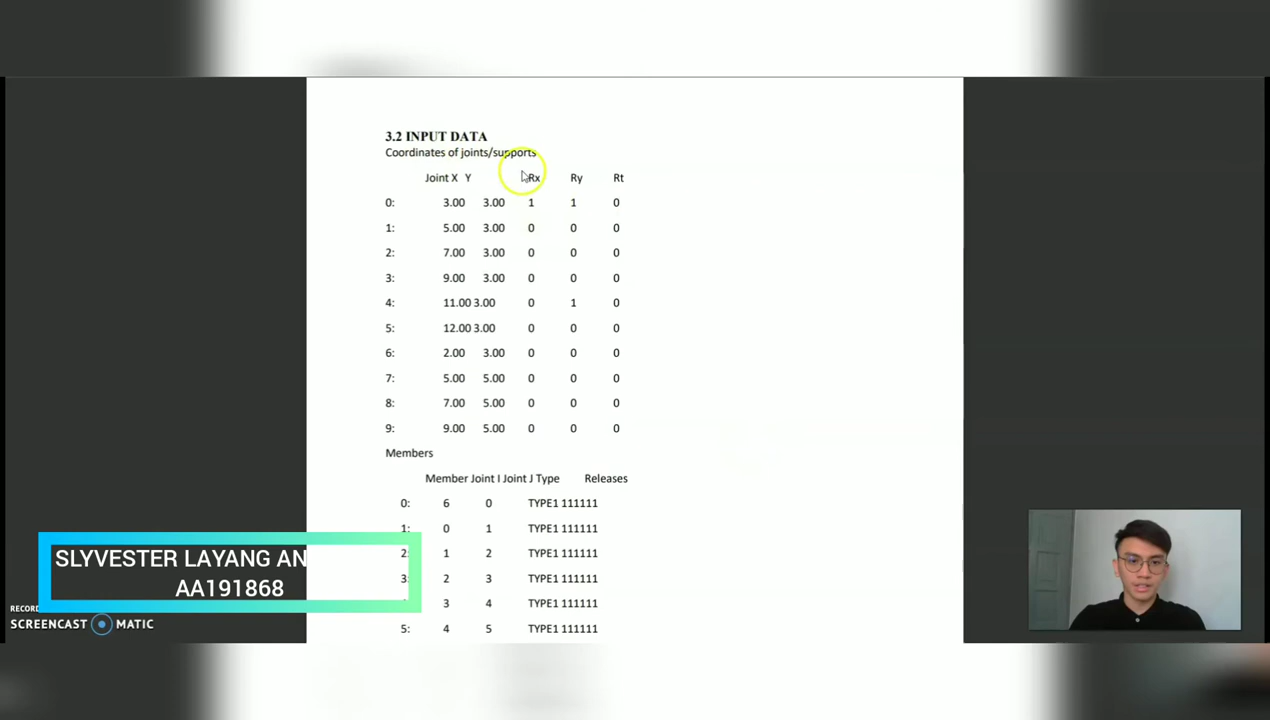 3.2 INPUT DATA
Coordinates of joints/supports
Joint X Y Rx Ry Rt
0: 3.00 3.00 1 1 0
1: 5.00 3.00 0 0 0
2: 7.00 3.00 0 0 0
3: 9.00 3.00 0 0 0
4: 11.00 3.00 0 1 0
5: 12.00 3.00 0 0 0
6: 2.00 3.00 0 0 0
7: 5.00 5.00 0 0 0
8: 7.00 5.00 0 0 0
9: 9.00 5.00 0 0 0
Members
Member Joint I Joint J Type Releases
0: 6 0 TYPE1 111111
1: 0 1 TYPE1 111111
2: 1 2 TYPE1 111111
3: 2 3 TYPE1 111111
3 4 TYPE1 111111
5: 4 5 TYPE1 111111
SLYVESTER LAYANG AN
AA191868
RECOR
SCREENCAST MATIC